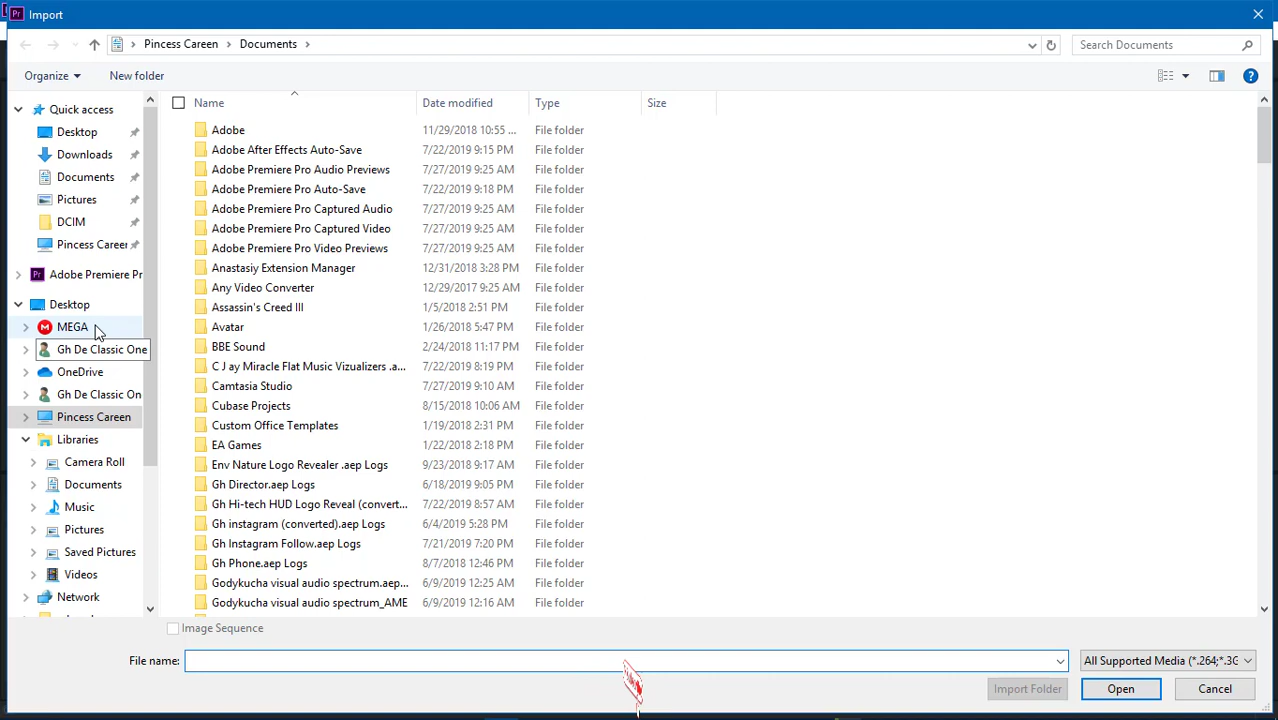 Pr Import
Pincess Careen > Documents >
Search Documents
Organize
New folder
Name
Date modified
Type
Size
Quick access
Desktop
Downloads
Documents
Pictures
DCIM
Pincess Careen
Adobe Premiere Pr
Desktop
MEGA
Gh De Classic One
OneDrive
Gh De Classic On
Pincess Careen
Libraries
Camera Roll
Documents
Music
Pictures
Saved Pictures
Videos
Network
Adobe 11/29/2018 10:55 ... File folder
Adobe After Effects Auto-Save 7/22/2019 9:15 PM File folder
Adobe Premiere Pro Audio Previews 7/27/2019 9:25 AM File folder
Adobe Premiere Pro Auto-Save 7/22/2019 9:18 PM File folder
Adobe Premiere Pro Captured Audio 7/27/2019 9:25 AM File folder
Adobe Premiere Pro Captured Video 7/27/2019 9:25 AM File folder
Adobe Premiere Pro Video Previews 7/27/2019 9:25 AM File folder
Anastasiy Extension Manager 12/31/2018 3:28 PM File folder
Any Video Converter 12/29/2017 9:25 AM File folder
Assassin's Creed III 1/5/2018 2:51 PM File folder
Avatar 1/26/2018 5:47 PM File folder
BBE Sound 2/24/2018 11:17 PM File folder
C J ay Miracle Flat Music Vizualizers .a... 7/22/2019 8:19 PM File folder
Camtasia Studio 7/27/2019 9:10 AM File folder
Cubase Projects 8/15/2018 10:06 AM File folder
Custom Office Templates 1/19/2018 2:31 PM File folder
EA Games 1/22/2018 2:18 PM File folder
Env Nature Logo Revealer .aep Logs 9/23/2018 9:17 AM File folder
Gh Director.aep Logs 6/18/2019 9:05 PM File folder
Gh Hi-tech HUD Logo Reveal (convert... 7/22/2019 8:57 AM File folder
Gh instagram (converted).aep Logs 6/4/2019 5:28 PM File folder
Gh Instagram Follow.aep Logs 7/21/2019 7:20 PM File folder
Gh Phone.aep Logs 8/7/2018 12:46 PM File folder
Godykucha visual audio spectrum.aep... 6/9/2019 12:25 AM File folder
Godykucha visual audio spectrum_AME 6/9/2019 12:16 AM File folder
Image Sequence
File name:
All Supported Media (*.264;*.3G
Import Folder
Open
Cancel